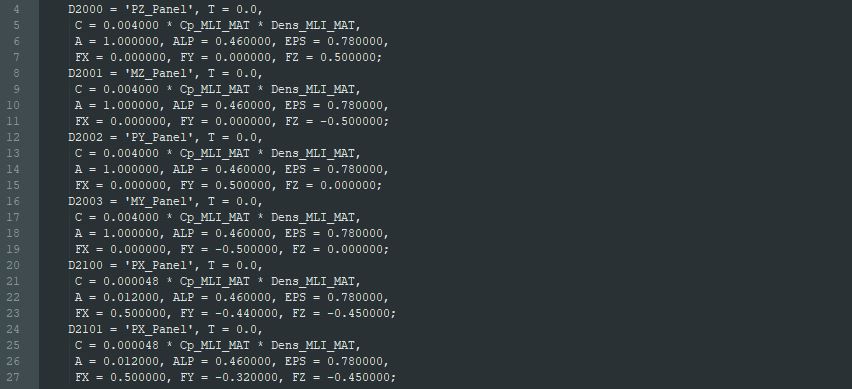 4 D2000 = 'PZ_Panel', T = 0.0,
5 C = 0.004000 * Cp_MLI_MAT * Dens_MLI_MAT,
6 A = 1.000000, ALP = 0.460000, EPS = 0.780000,
7 FX = 0.000000, FY = 0.000000, FZ = 0.500000;
8 D2001 = 'MZ_Panel', T = 0.0,
9 C = 0.004000 * Cp_MLI_MAT * Dens_MLI_MAT,
10 A = 1.000000, ALP = 0.460000, EPS = 0.780000,
11 FX = 0.000000, FY = 0.000000, FZ = -0.500000;
12 D2002 = 'PY_Panel', T = 0.0,
13 C = 0.004000 * Cp_MLI_MAT * Dens_MLI_MAT,
14 A = 1.000000, ALP = 0.460000, EPS = 0.780000,
15 FX = 0.000000, FY = 0.500000, FZ = 0.000000;
16 D2003 = 'MY_Panel', T = 0.0,
17 C = 0.004000 * Cp_MLI_MAT * Dens_MLI_MAT,
18 A = 1.000000, ALP = 0.460000, EPS = 0.780000,
19 FX = 0.000000, FY = -0.500000, FZ = 0.000000;
20 D2100 = 'PX_Panel', T = 0.0,
21 C = 0.000048 * Cp_MLI_MAT * Dens_MLI_MAT,
22 A = 0.012000, ALP = 0.460000, EPS = 0.780000,
23 FX = 0.500000, FY = -0.440000, FZ = -0.450000;
24 D2101 = 'PX_Panel', T = 0.0,
25 C = 0.000048 * Cp_MLI_MAT * Dens_MLI_MAT,
26 A = 0.012000, ALP = 0.460000, EPS = 0.780000,
27 FX = 0.500000, FY = -0.320000, FZ = -0.450000;